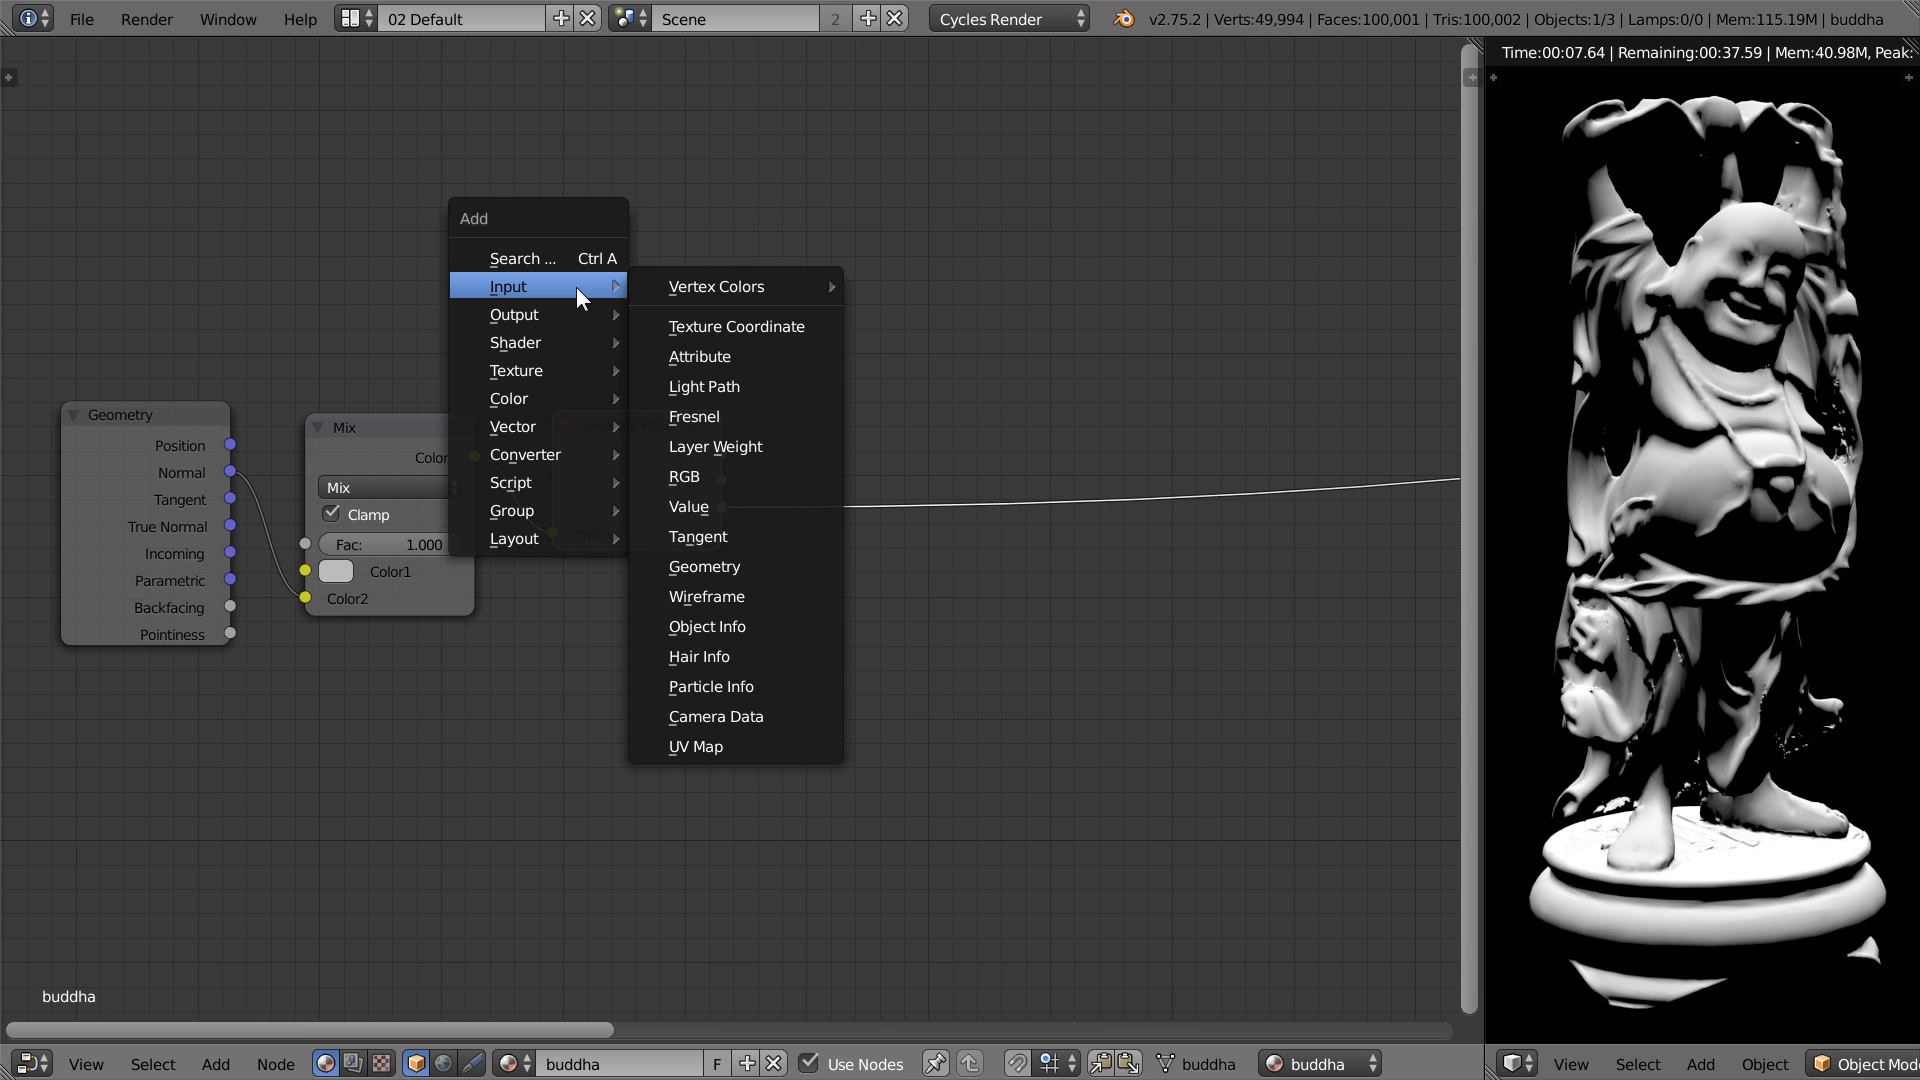 File Render Window Help 02 Default Scene 2 Cycles Render v2.75.2 | Verts:49,994 | Faces:100,001 | Tris:100,002 | Objects:1/3 | Lamps:0/0 | Mem:115.19M | buddha
Time:00:07.64 | Remaining:00:37.59 | Mem:40.98M, Peak:
Add
Search ... Ctrl A
Input
Output
Shader
Texture
Color
Vector
Converter
Script
Group
Layout
Vertex Colors
Texture Coordinate
Attribute
Light Path
Fresnel
Layer Weight
RGB
Value
Tangent
Geometry
Wireframe
Object Info
Hair Info
Particle Info
Camera Data
UV Map
Geometry
Position
Normal
Tangent
True Normal
Incoming
Parametric
Backfacing
Pointiness
Mix
Color
Mix
Clamp
Fac: 1.000
Color1
Color2
buddha
View Select Add Node buddha F Use Nodes buddha buddha
View Select Add Object Object Mod